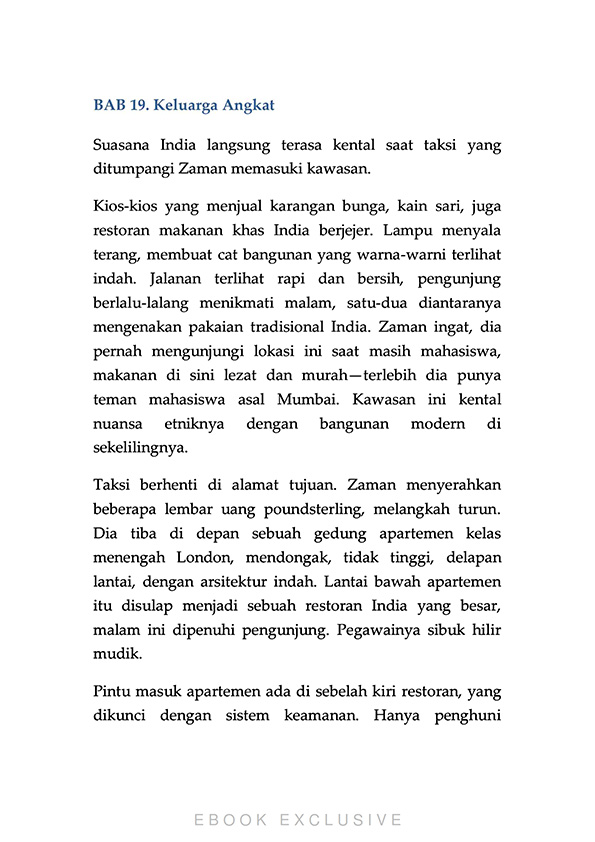 BAB 19. Keluarga Angkat
Suasana India langsung terasa kental saat taksi yang
ditumpangi Zaman memasuki kawasan.
Kios-kios yang menjual karangan bunga, kain sari, juga
restoran makanan khas India berjejer. Lampu menyala
terang, membuat cat bangunan yang warna-warni terlihat
indah. Jalanan terlihat rapi dan bersih, pengunjung
berlalu-lalang menikmati malam, satu-dua diantaranya
mengenakan pakaian tradisional India. Zaman ingat, dia
pernah mengunjungi lokasi ini saat masih mahasiswa,
makanan di sini lezat dan murah—terlebih dia punya
teman mahasiswa asal Mumbai. Kawasan ini kental
nuansa etniknya dengan bangunan modern di
sekelilingnya.
Taksi berhenti di alamat tujuan. Zaman menyerahkan
beberapa lembar uang poundsterling, melangkah turun.
Dia tiba di depan sebuah gedung apartemen kelas
menengah London, mendongak, tidak tinggi, delapan
lantai, dengan arsitektur indah. Lantai bawah apartemen
itu disulap menjadi sebuah restoran India yang besar,
malam ini dipenuhi pengunjung. Pegawainya sibuk hilir
mudik.
Pintu masuk apartemen ada di sebelah kiri restoran, yang
dikunci dengan sistem keamanan. Hanya penghuni
EBOOK EXCLUSIVE